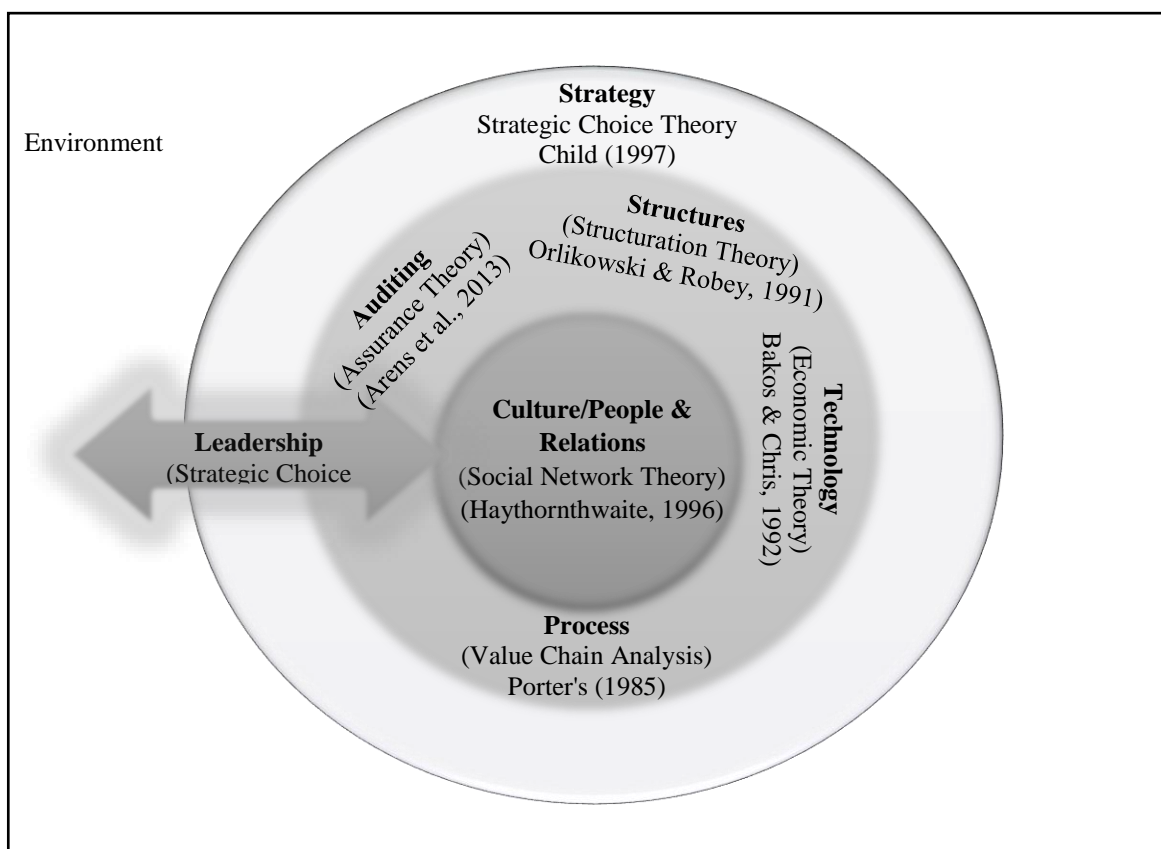 Environment
Strategy
Strategic Choice Theory
Child (1997)
Structures
(Structuration Theory)
Orlikowski & Robey, 1991)
Auditing
(Assurance Theory)
(Arens et al., 2013)
Technology
(Economic Theory)
Bakos & Chris, 1992)
Leadership
(Strategic Choice
Culture/People &
Relations
(Social Network Theory)
(Haythornthwaite, 1996)
Process
(Value Chain Analysis)
Porter's (1985)